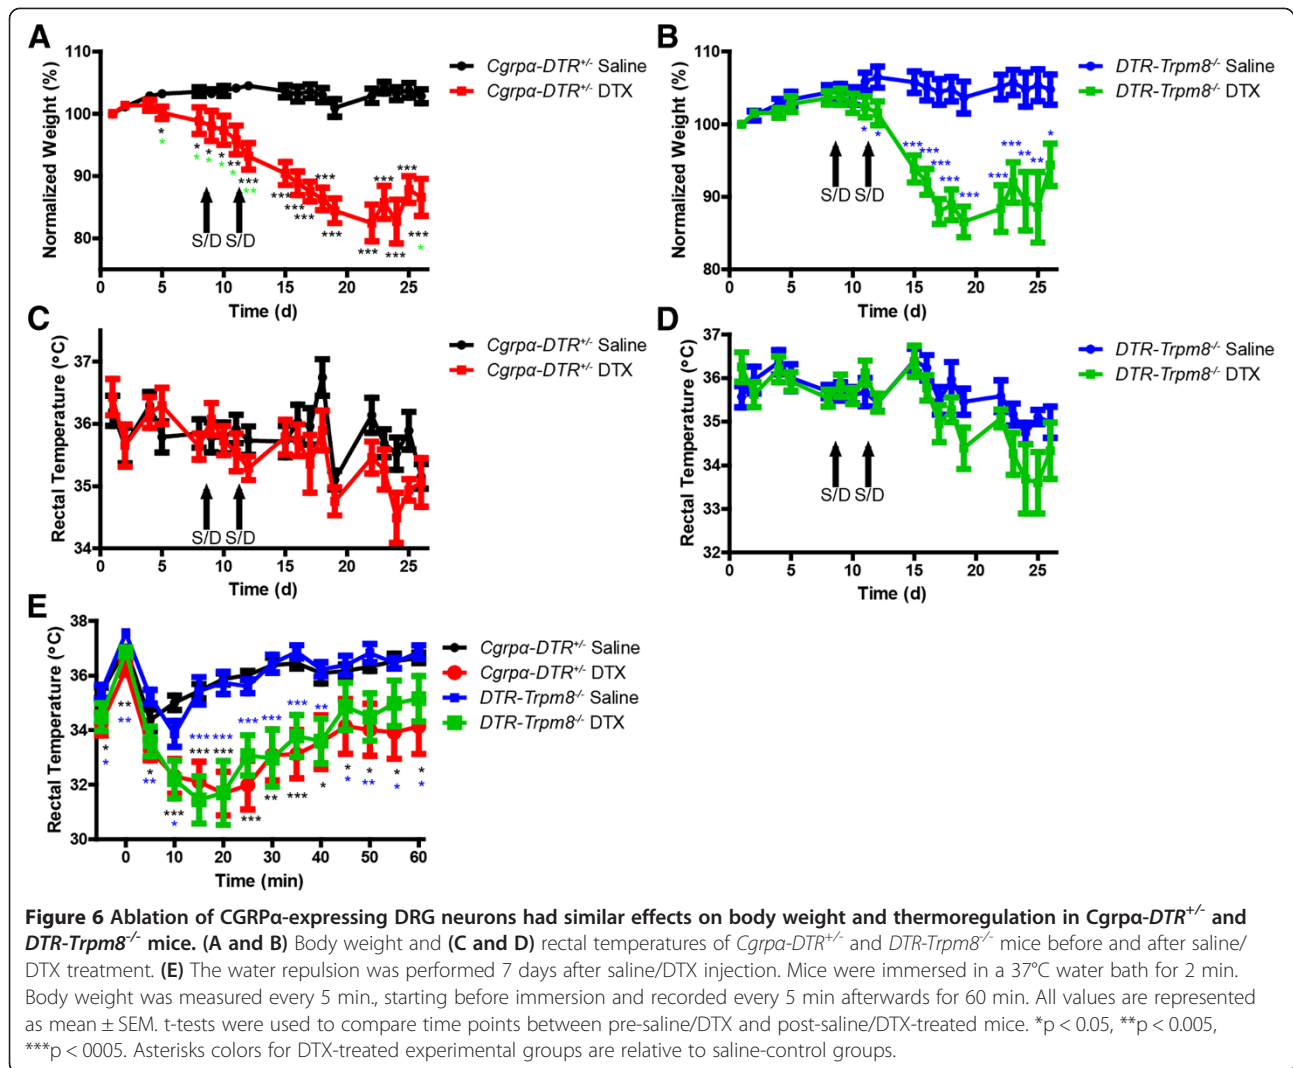 A
110
100
90
80
Normalized Weight (%)
0 5 10 15 20 25
Time (d)
S/D S/D
* * * * * ** *** *** *** *** *** *** *** *** *** *** ***
* * * * ** *
Cgrpα-DTR+/- Saline
Cgrpα-DTR+/- DTX
B
110
100
90
80
Normalized Weight (%)
0 5 10 15 20 25
Time (d)
S/D S/D
* * *** *** *** *** *** *** *** ** ** *
DTR-Trpm8-/- Saline
DTR-Trpm8-/- DTX
C
37
36
35
34
Rectal Temperature (°C)
0 5 10 15 20 25
Time (d)
S/D S/D
Cgrpα-DTR+/- Saline
Cgrpα-DTR+/- DTX
D
37
36
35
34
33
32
Rectal Temperature (°C)
0 5 10 15 20 25
Time (d)
S/D S/D
DTR-Trpm8-/- Saline
DTR-Trpm8-/- DTX
E
38
36
34
32
30
Rectal Temperature (°C)
0 10 20 30 40 50 60
Time (min)
Cgrpα-DTR+/- Saline
Cgrpα-DTR+/- DTX
DTR-Trpm8-/- Saline
DTR-Trpm8-/- DTX
Figure 6 Ablation of CGRPα-expressing DRG neurons had similar effects on body weight and thermoregulation in Cgrpα-DTR+/- and
DTR-Trpm8-/- mice. (A and B) Body weight and (C and D) rectal temperatures of Cgrpα-DTR+/- and DTR-Trpm8-/- mice before and after saline/
DTX treatment. (E) The water repulsion was performed 7 days after saline/DTX injection. Mice were immersed in a 37°C water bath for 2 min.
Body weight was measured every 5 min., starting before immersion and recorded every 5 min afterwards for 60 min. All values are represented
as mean ± SEM. t-tests were used to compare time points between pre-saline/DTX and post-saline/DTX-treated mice. *p < 0.05, **p < 0.005,
***p < 0005. Asterisks colors for DTX-treated experimental groups are relative to saline-control groups.